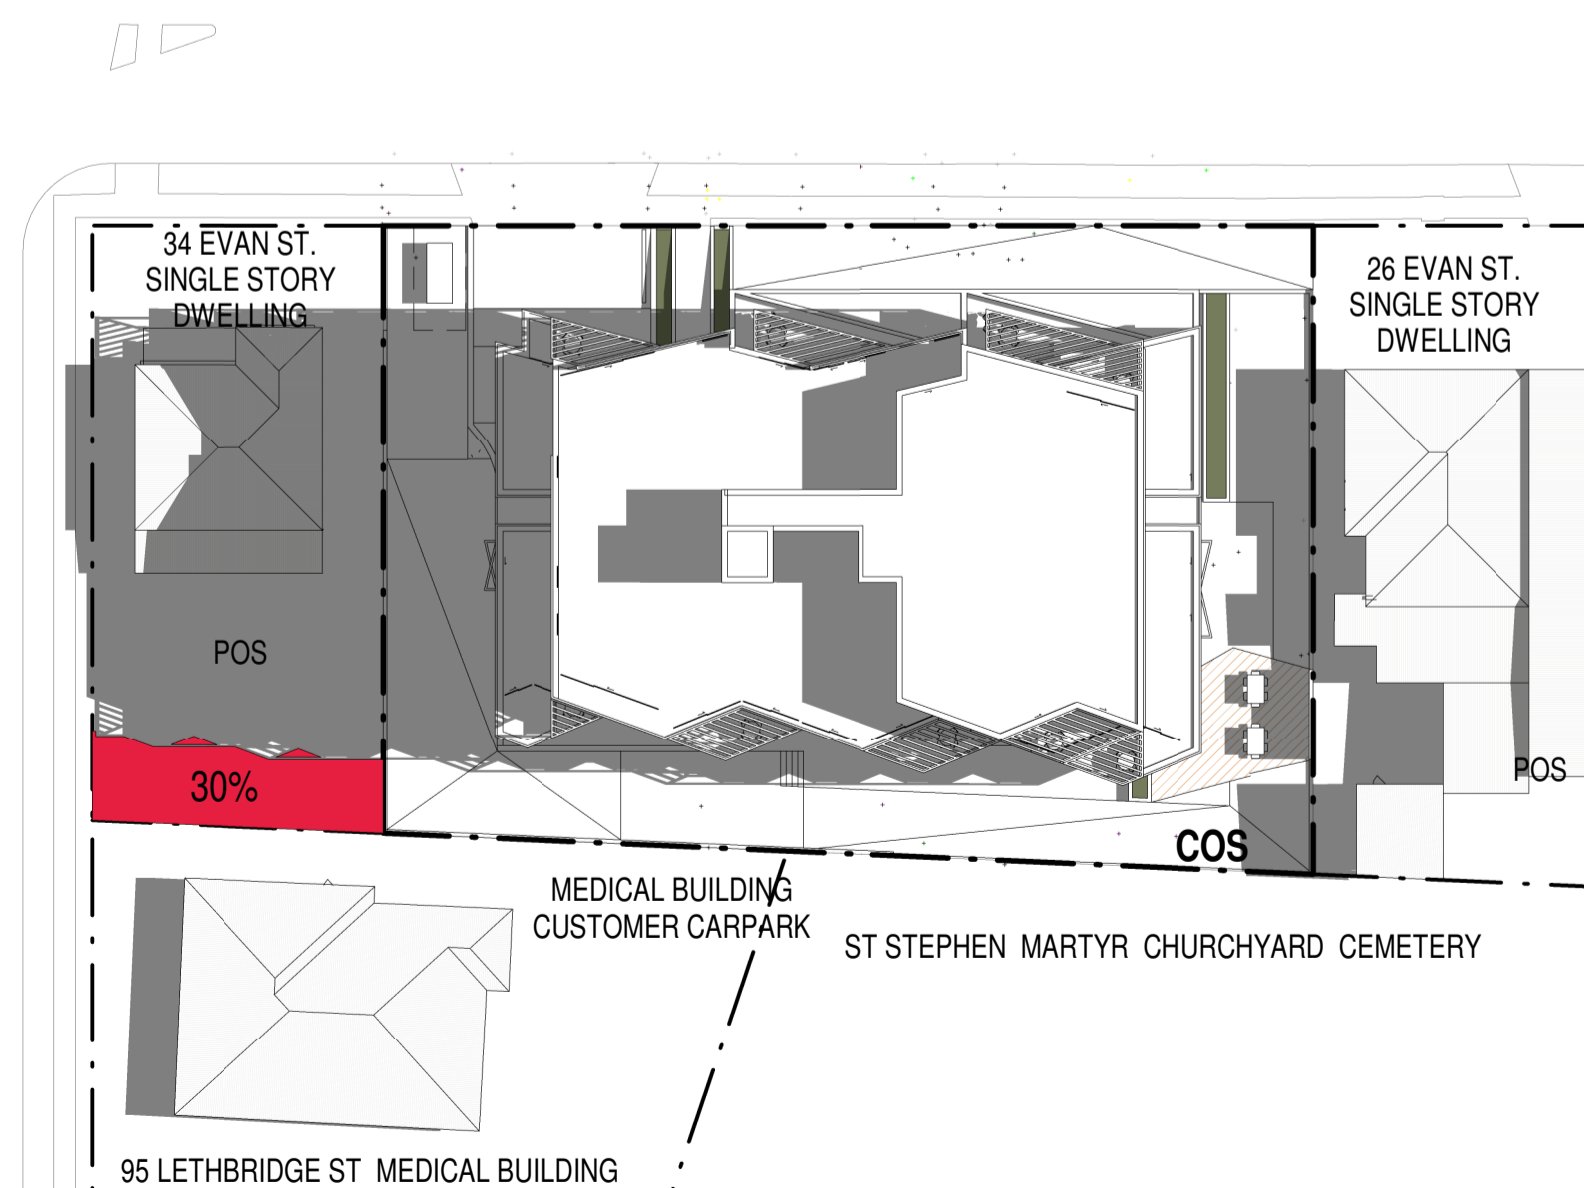 34 EVAN ST.
SINGLE STORY
DWELLING
26 EVAN ST.
SINGLE STORY
DWELLING
POS
30%
POS
COS
MEDICAL BUILDING
CUSTOMER CARPARK
ST STEPHEN MARTYR CHURCHYARD CEMETERY
95 LETHBRIDGE ST MEDICAL BUILDING